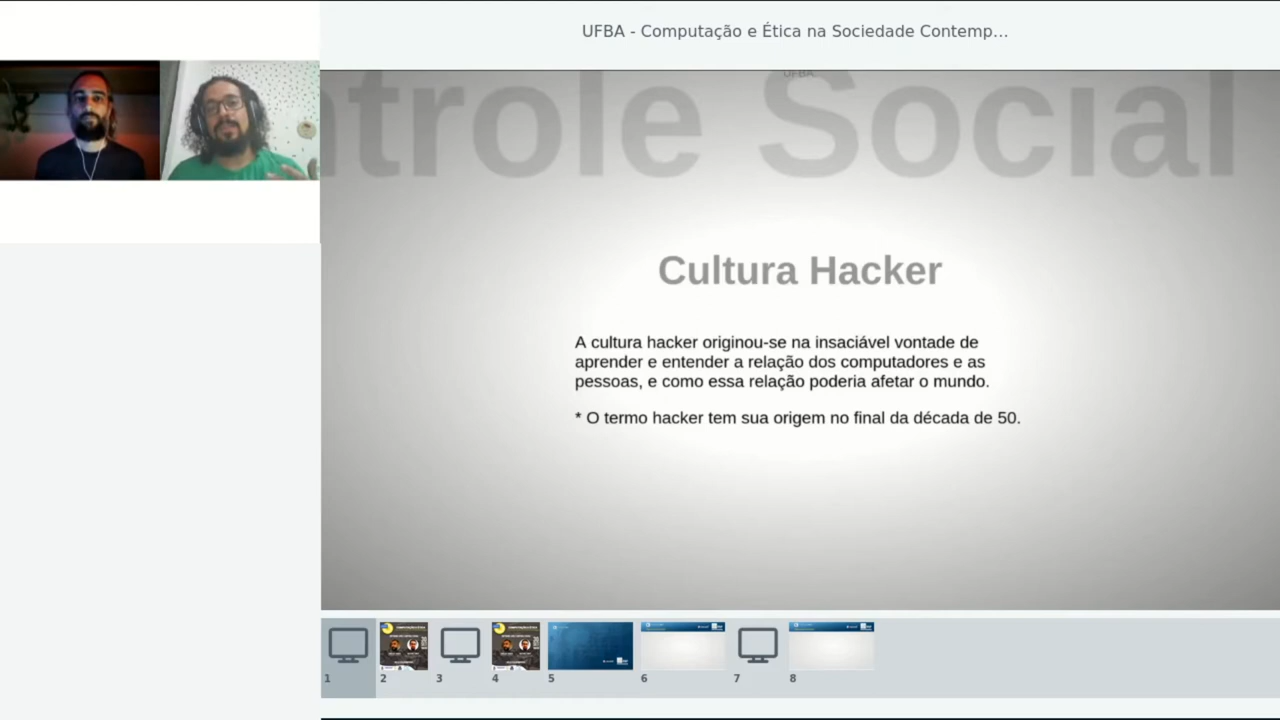 UFBA - Computação e Ética na Sociedade Contemp...
UFBA
ntrole Social
Cultura Hacker
A cultura hacker originou-se na insaciável vontade de
aprender e entender a relação dos computadores e as
pessoas, e como essa relação poderia afetar o mundo.
* O termo hacker tem sua origem no final da década de 50.
1
2
3
4
5
6
7
8